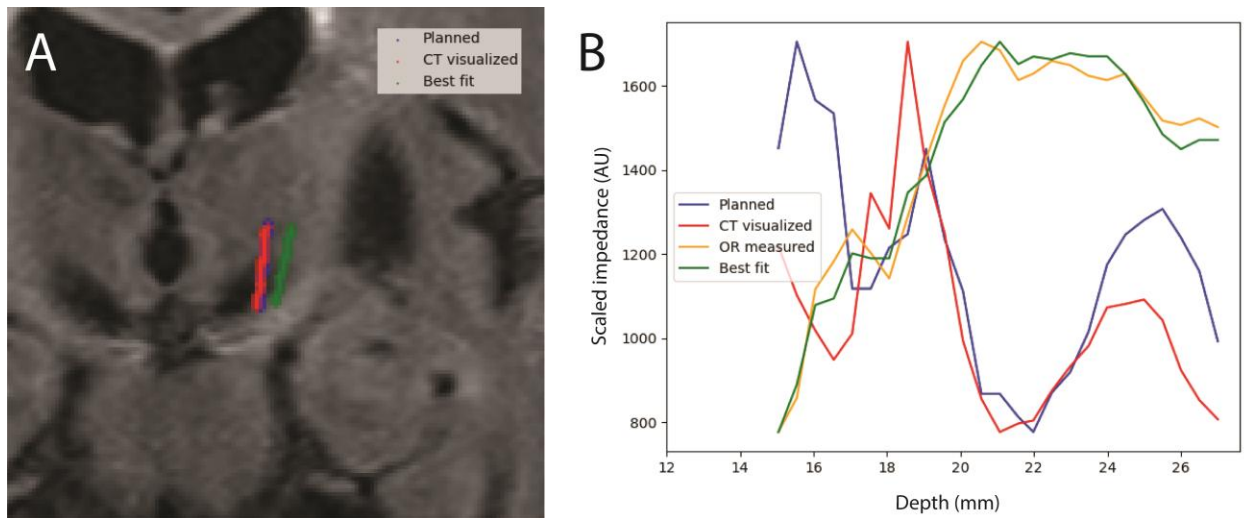 A
Planned
CT visualized
Best fit
B
Scaled impedance (AU)
1600
1400
1200
1000
800
Planned
CT visualized
OR measured
Best fit
12 14 16 18 20 22 24 26
Depth (mm)